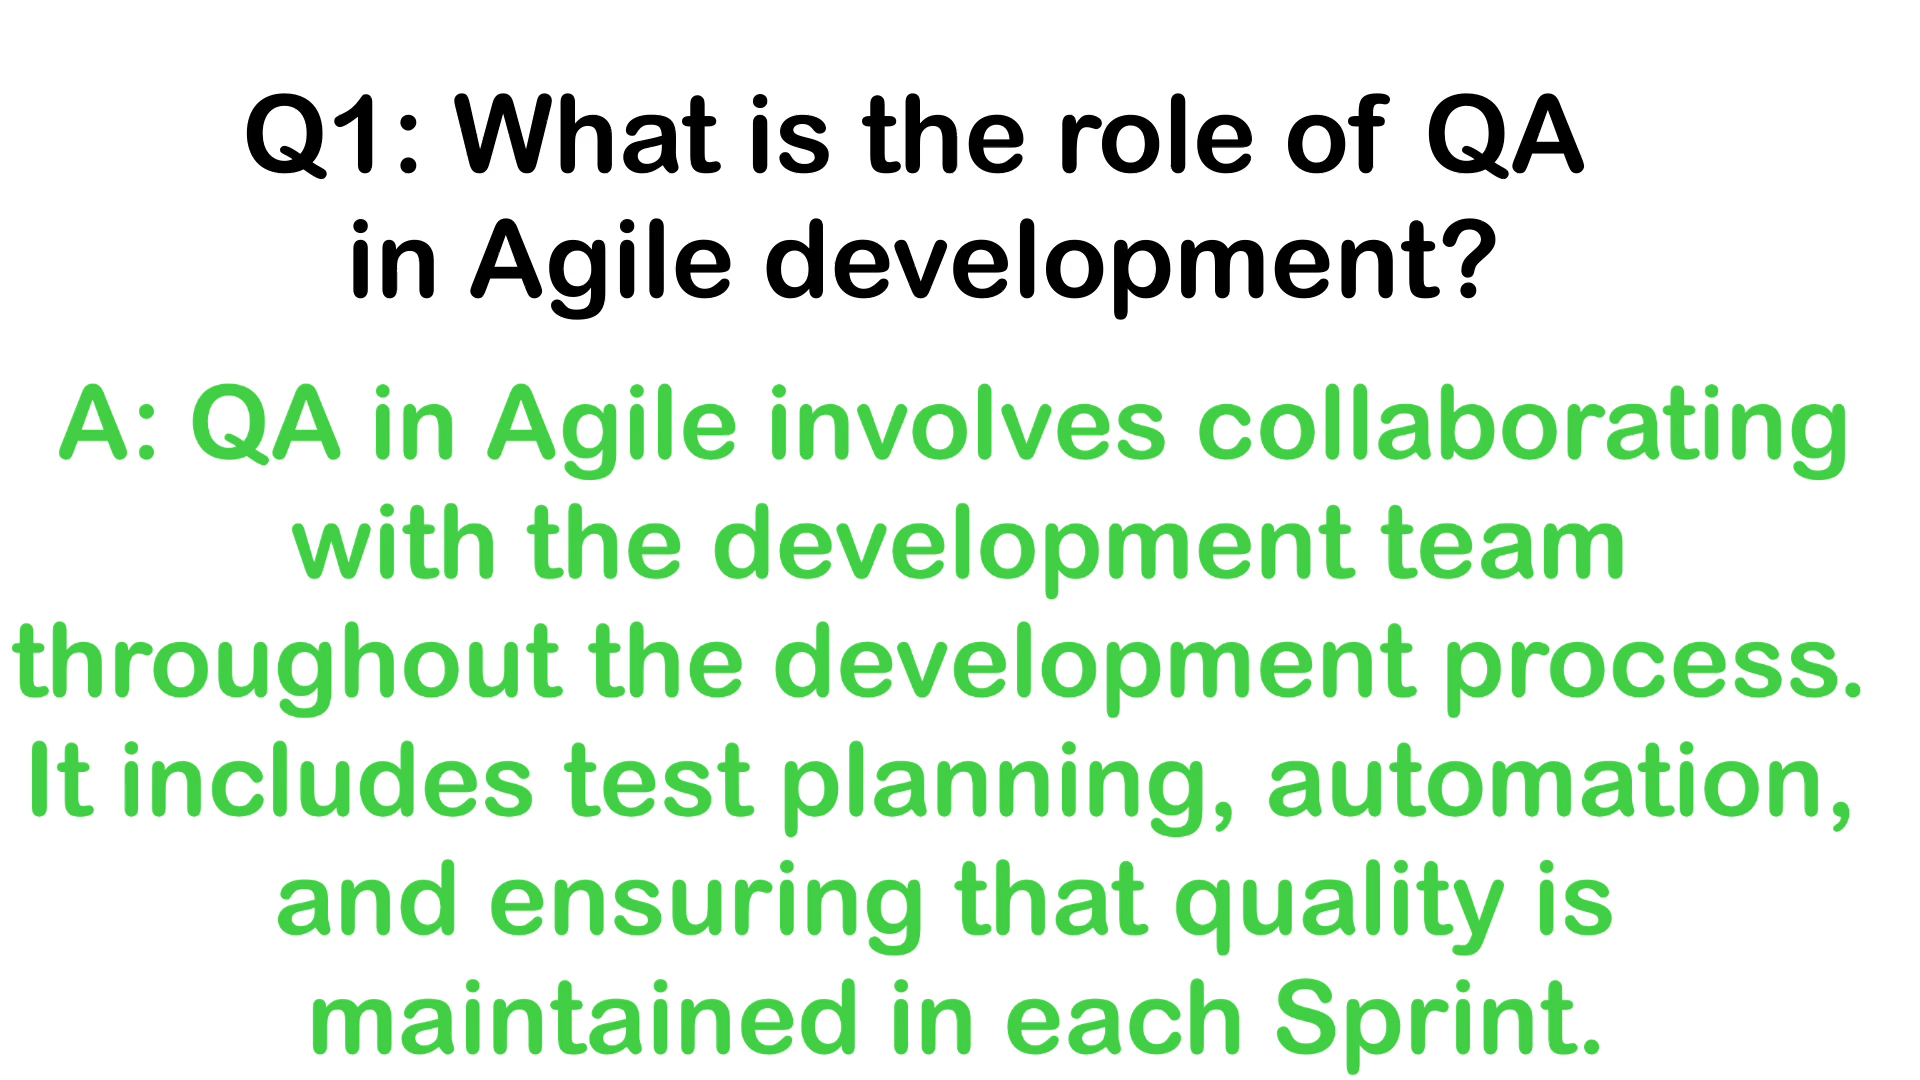 Q1: What is the role of QA
in Agile development?
A: QA in Agile involves collaborating
with the development team
throughout the development process.
It includes test planning, automation,
and ensuring that quality is
maintained in each Sprint.